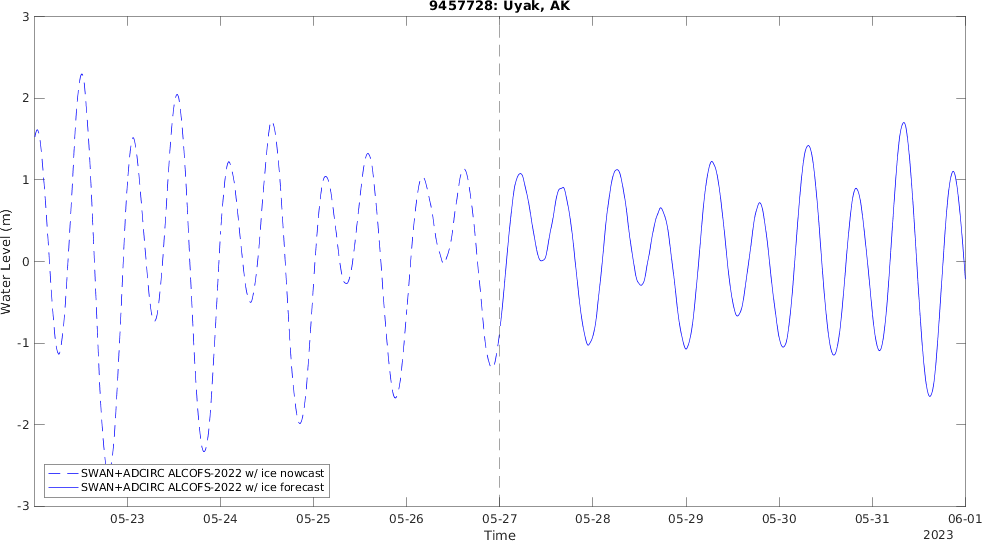 9457728: Uyak, AK
3
2
1
0
-1
-2
-3
Water Level (m)
SWAN+ADCIRC ALCOFS-2022 w/ ice nowcast
SWAN+ADCIRC ALCOFS-2022 w/ ice forecast
05-23 05-24 05-25 05-26 05-27 05-28 05-29 05-30 05-31 06-01
Time 2023